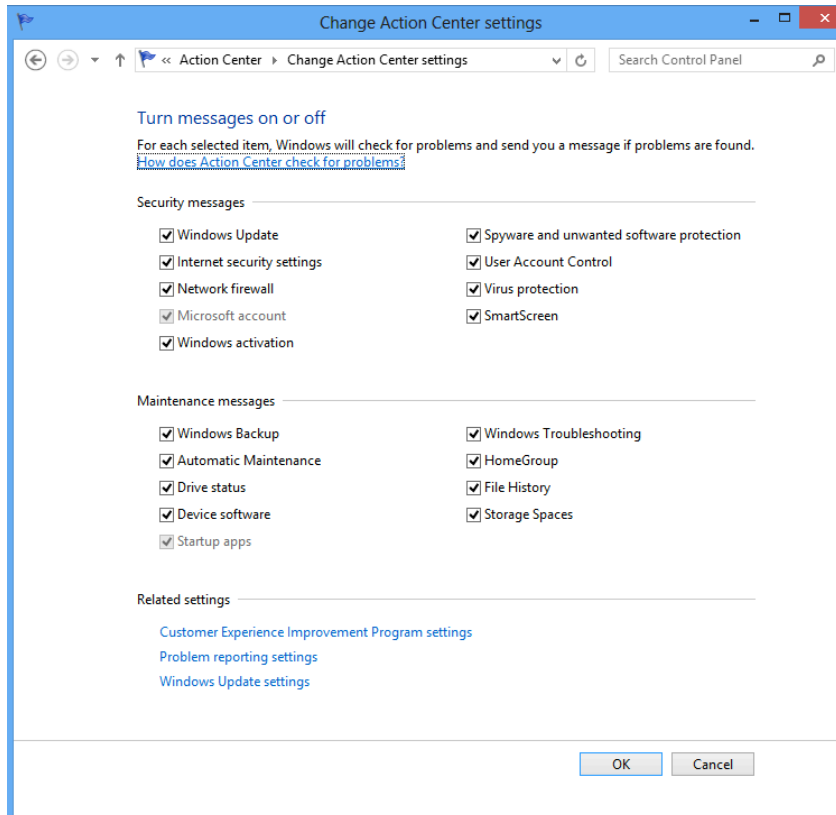 Change Action Center settings
« Action Center Change Action Center settings
Search Control Panel
Turn messages on or off
For each selected item, Windows will check for problems and send you a message if problems are found.
How does Action Center check for problems?
Security messages
Windows Update
Spyware and unwanted software protection
Internet security settings
User Account Control
Network firewall
Virus protection
Microsoft account
SmartScreen
Windows activation
Maintenance messages
Windows Backup
Windows Troubleshooting
Automatic Maintenance
HomeGroup
Drive status
File History
Device software
Storage Spaces
Startup apps
Related settings
Customer Experience Improvement Program settings
Problem reporting settings
Windows Update settings
OK
Cancel